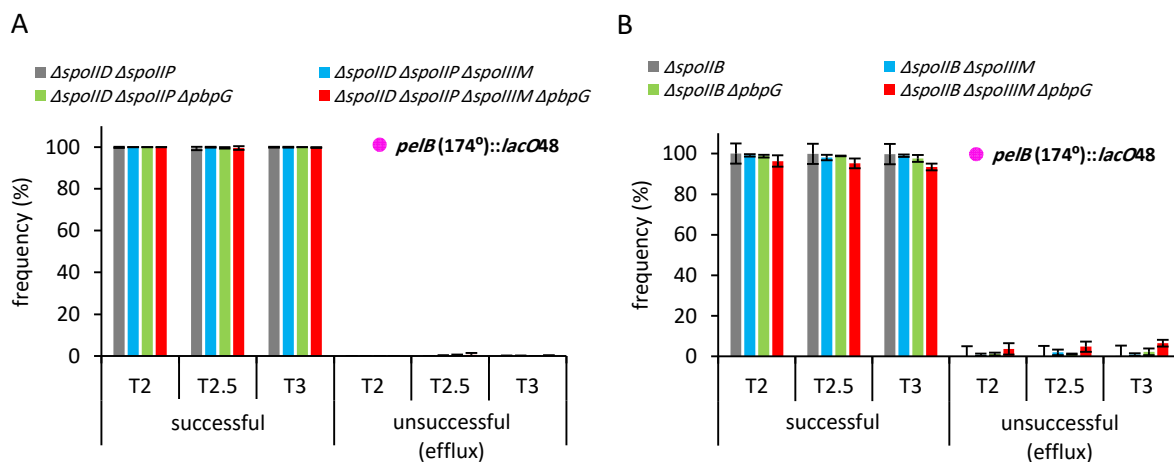 A
ΔspoIID ΔspoIIP
ΔspoIID ΔspoIIP ΔspoIIIM
ΔspoIID ΔspoIIP ΔpbpG
ΔspoIID ΔspoIIP ΔspoIIIM ΔpbpG
pelB (174º)::lacO48
frequency (%)
100
80
60
40
20
0
T2 T2.5 T3 T2 T2.5 T3
successful unsuccessful
(efflux)
B
ΔspoIIB
ΔspoIIB ΔspoIIIM
ΔspoIIB ΔpbpG
ΔspoIIB ΔspoIIIM ΔpbpG
pelB (174º)::lacO48
frequency (%)
100
80
60
40
20
0
T2 T2.5 T3 T2 T2.5 T3
successful unsuccessful
(efflux)